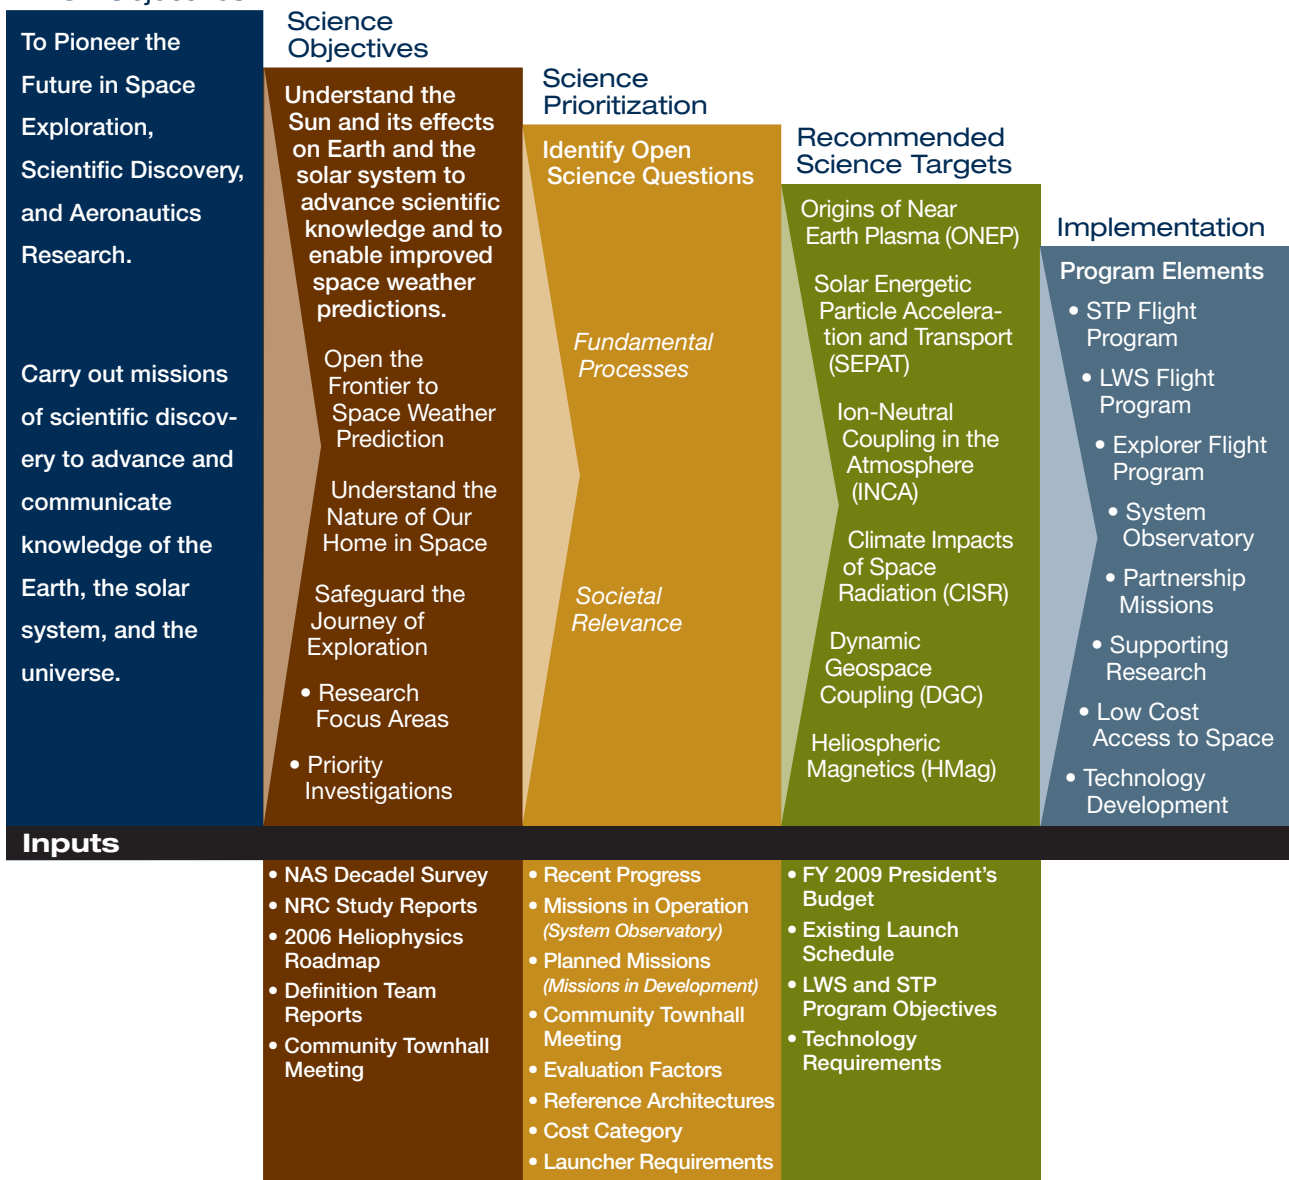 To Pioneer the
Future in Space
Exploration,
Scientific Discovery,
and Aeronautics
Research.
Carry out missions
of scientific discov-
ery to advance and
communicate
knowledge of the
Earth, the solar
system, and the
universe.
Science
Objectives
Understand the
Sun and its effects
on Earth and the
solar system to
advance scientific
knowledge and to
enable improved
space weather
predictions.
Open the
Frontier to
Space Weather
Prediction
Understand the
Nature of Our
Home in Space
Safeguard the
Journey of
Exploration
• Research
Focus Areas
• Priority
Investigations
Science
Prioritization
Identify Open
Science Questions
Fundamental
Processes
Societal
Relevance
Recommended
Science Targets
Origins of Near
Earth Plasma (ONEP)
Solar Energetic
Particle Accelera-
tion and Transport
(SEPAT)
Ion-Neutral
Coupling in the
Atmosphere
(INCA)
Climate Impacts
of Space
Radiation (CISR)
Dynamic
Geospace
Coupling (DGC)
Heliospheric
Magnetics (HMag)
Implementation
Program Elements
• STP Flight
Program
• LWS Flight
Program
• Explorer Flight
Program
• System
Observatory
• Partnership
Missions
• Supporting
Research
• Low Cost
Access to Space
• Technology
Development
Inputs
• NAS Decadel Survey
• NRC Study Reports
• 2006 Heliophysics
Roadmap
• Definition Team
Reports
• Community Townhall
Meeting
• Recent Progress
• Missions in Operation
(System Observatory)
• Planned Missions
(Missions in Development)
• Community Townhall
Meeting
• Evaluation Factors
• Reference Architectures
• Cost Category
• Launcher Requirements
• FY 2009 President's
Budget
• Existing Launch
Schedule
• LWS and STP
Program Objectives
• Technology
Requirements